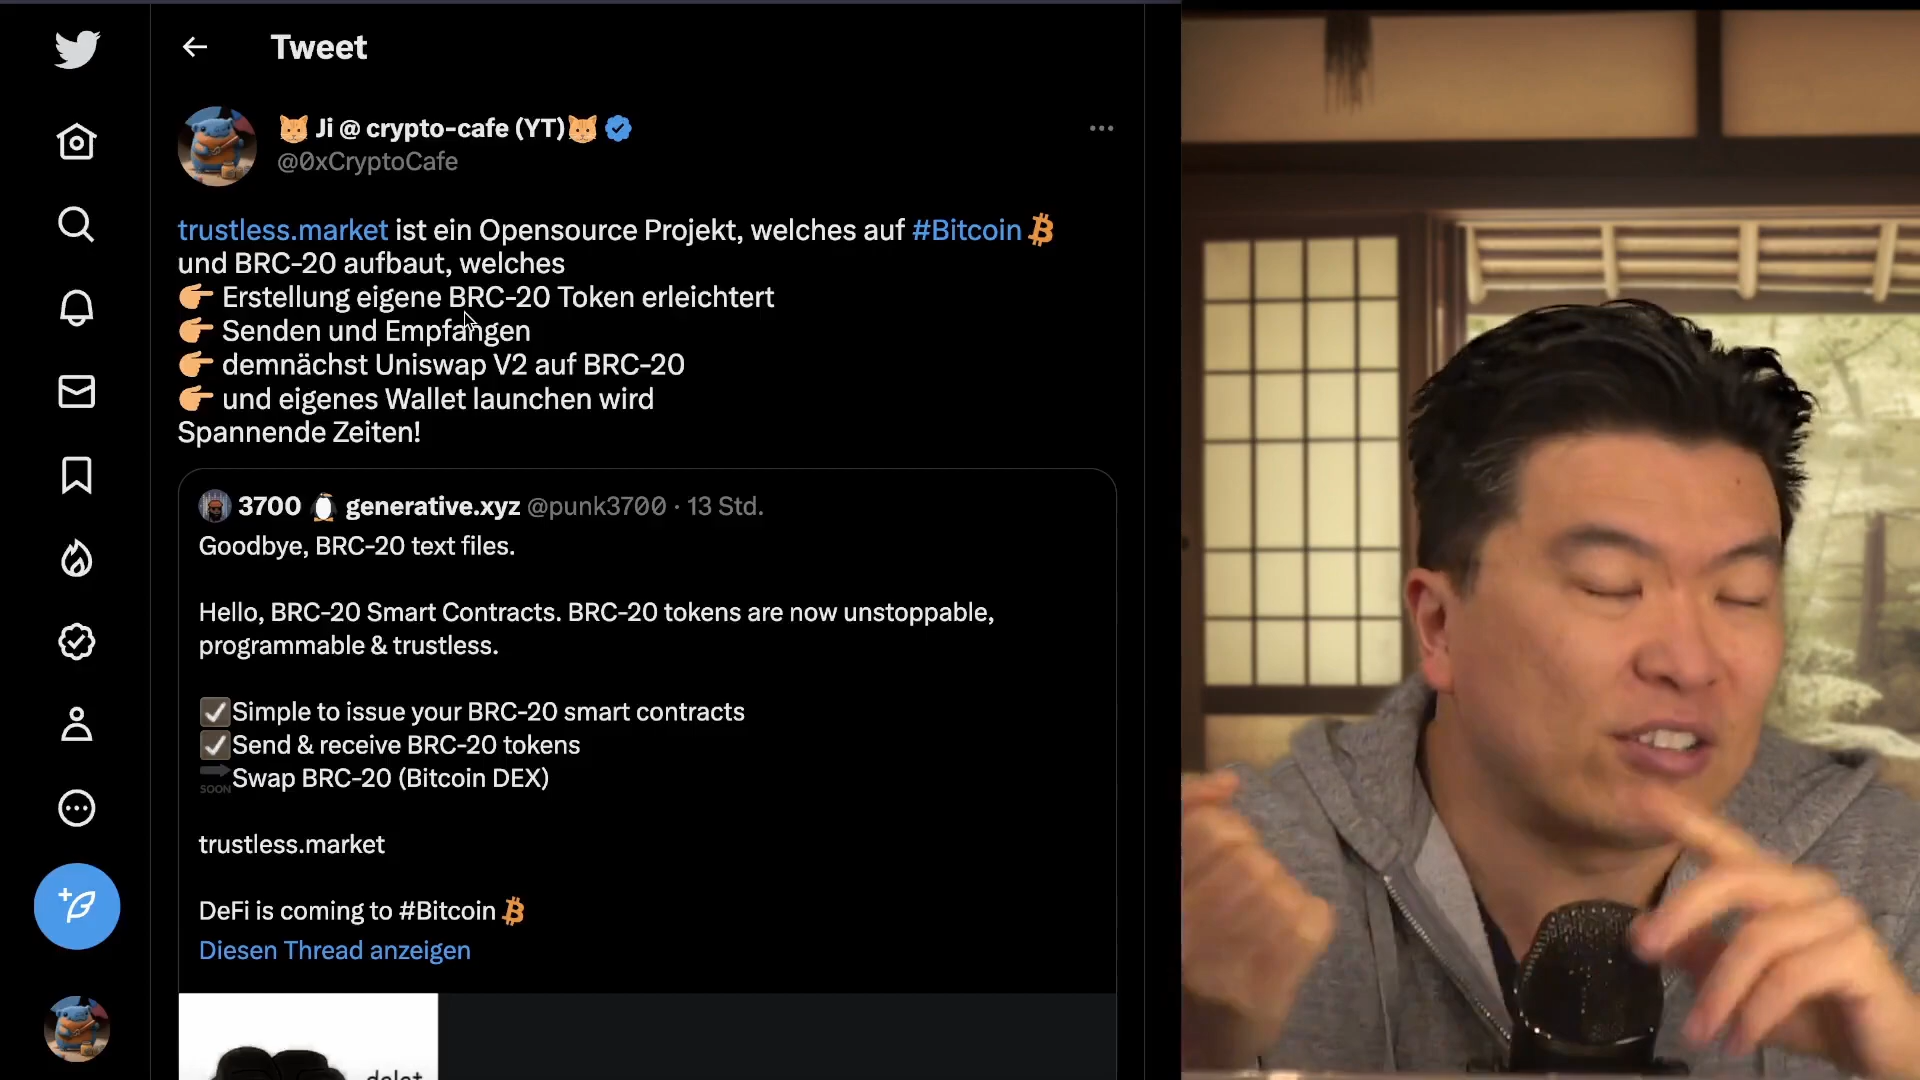 Tweet
🐱 Ji @ crypto-cafe (YT)🐱
@0xCryptoCafe
trustless.market ist ein Opensource Projekt, welches auf #Bitcoin
und BRC-20 aufbaut, welches
👉 Erstellung eigene BRC-20 Token erleichtert
👉 Senden und Empfangen
👉 demnächst Uniswap V2 auf BRC-20
👉 und eigenes Wallet launchen wird
Spannende Zeiten!
3700 🐧 generative.xyz @punk3700 · 13 Std.
Goodbye, BRC-20 text files.
Hello, BRC-20 Smart Contracts. BRC-20 tokens are now unstoppable,
programmable & trustless.
✔Simple to issue your BRC-20 smart contracts
✔Send & receive BRC-20 tokens
SOON Swap BRC-20 (Bitcoin DEX)
trustless.market
DeFi is coming to #Bitcoin
Diesen Thread anzeigen